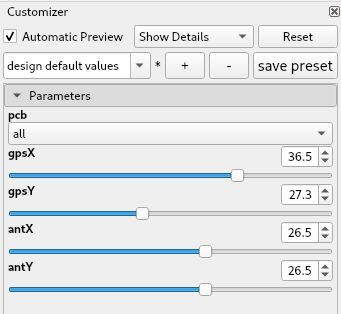 Customizer
Automatic Preview Show Details Reset
design default values * + - save preset
Parameters
pcb
all
gpsX
36.5
gpsY
27.3
antX
26.5
antY
26.5